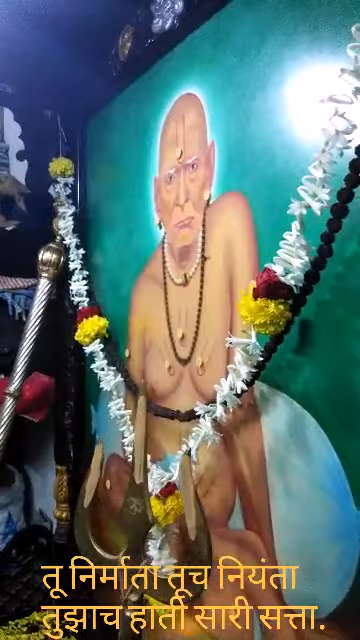 तू निर्माता तूच नियंता
तुझाच हाती सारी सत्ता.